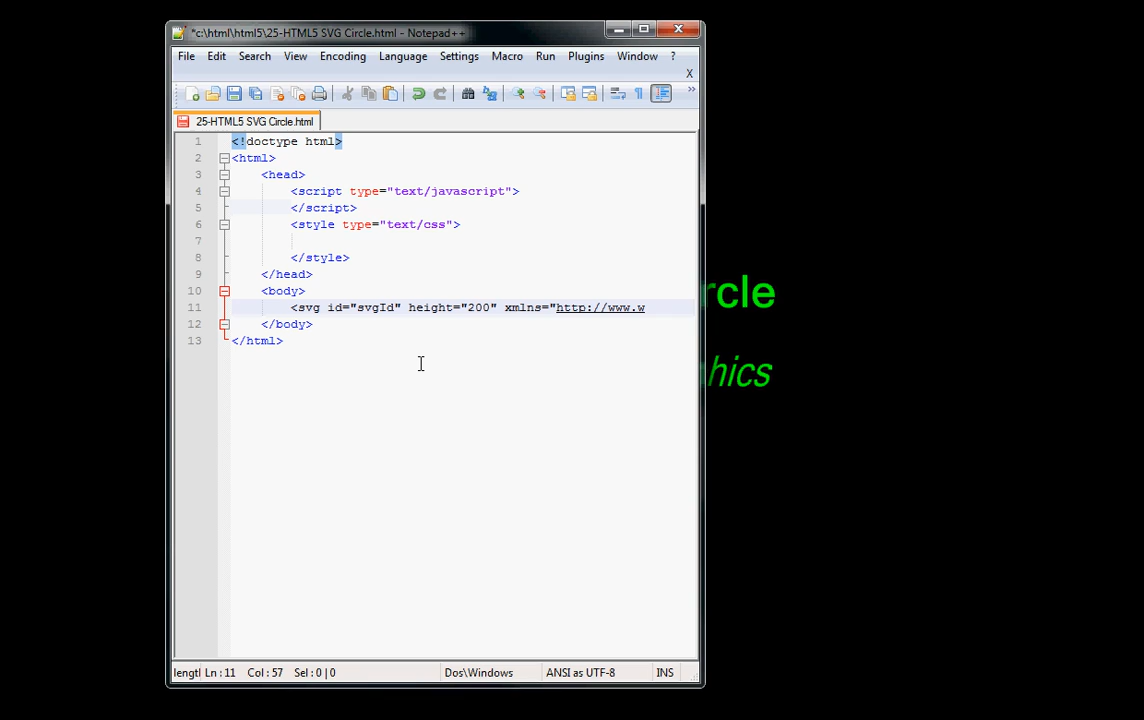 *c:\html\html5\25-HTML5 SVG Circle.html - Notepad++
File Edit Search View Encoding Language Settings Macro Run Plugins Window ?
X
25-HTML5 SVG Circle.html
1 <!doctype html>
2 <html>
3 <head>
4 <script type="text/javascript">
5 </script>
6 <style type="text/css">
7
8 </style>
9 </head>
10 <body>
11 <svg id="svgId" height="200" xmlns="http://www.w
12 </body>
13 </html>
rcle
hics
lengtl Ln : 11 Col : 57 Sel : 0 | 0 Dos\Windows ANSI as UTF-8 INS